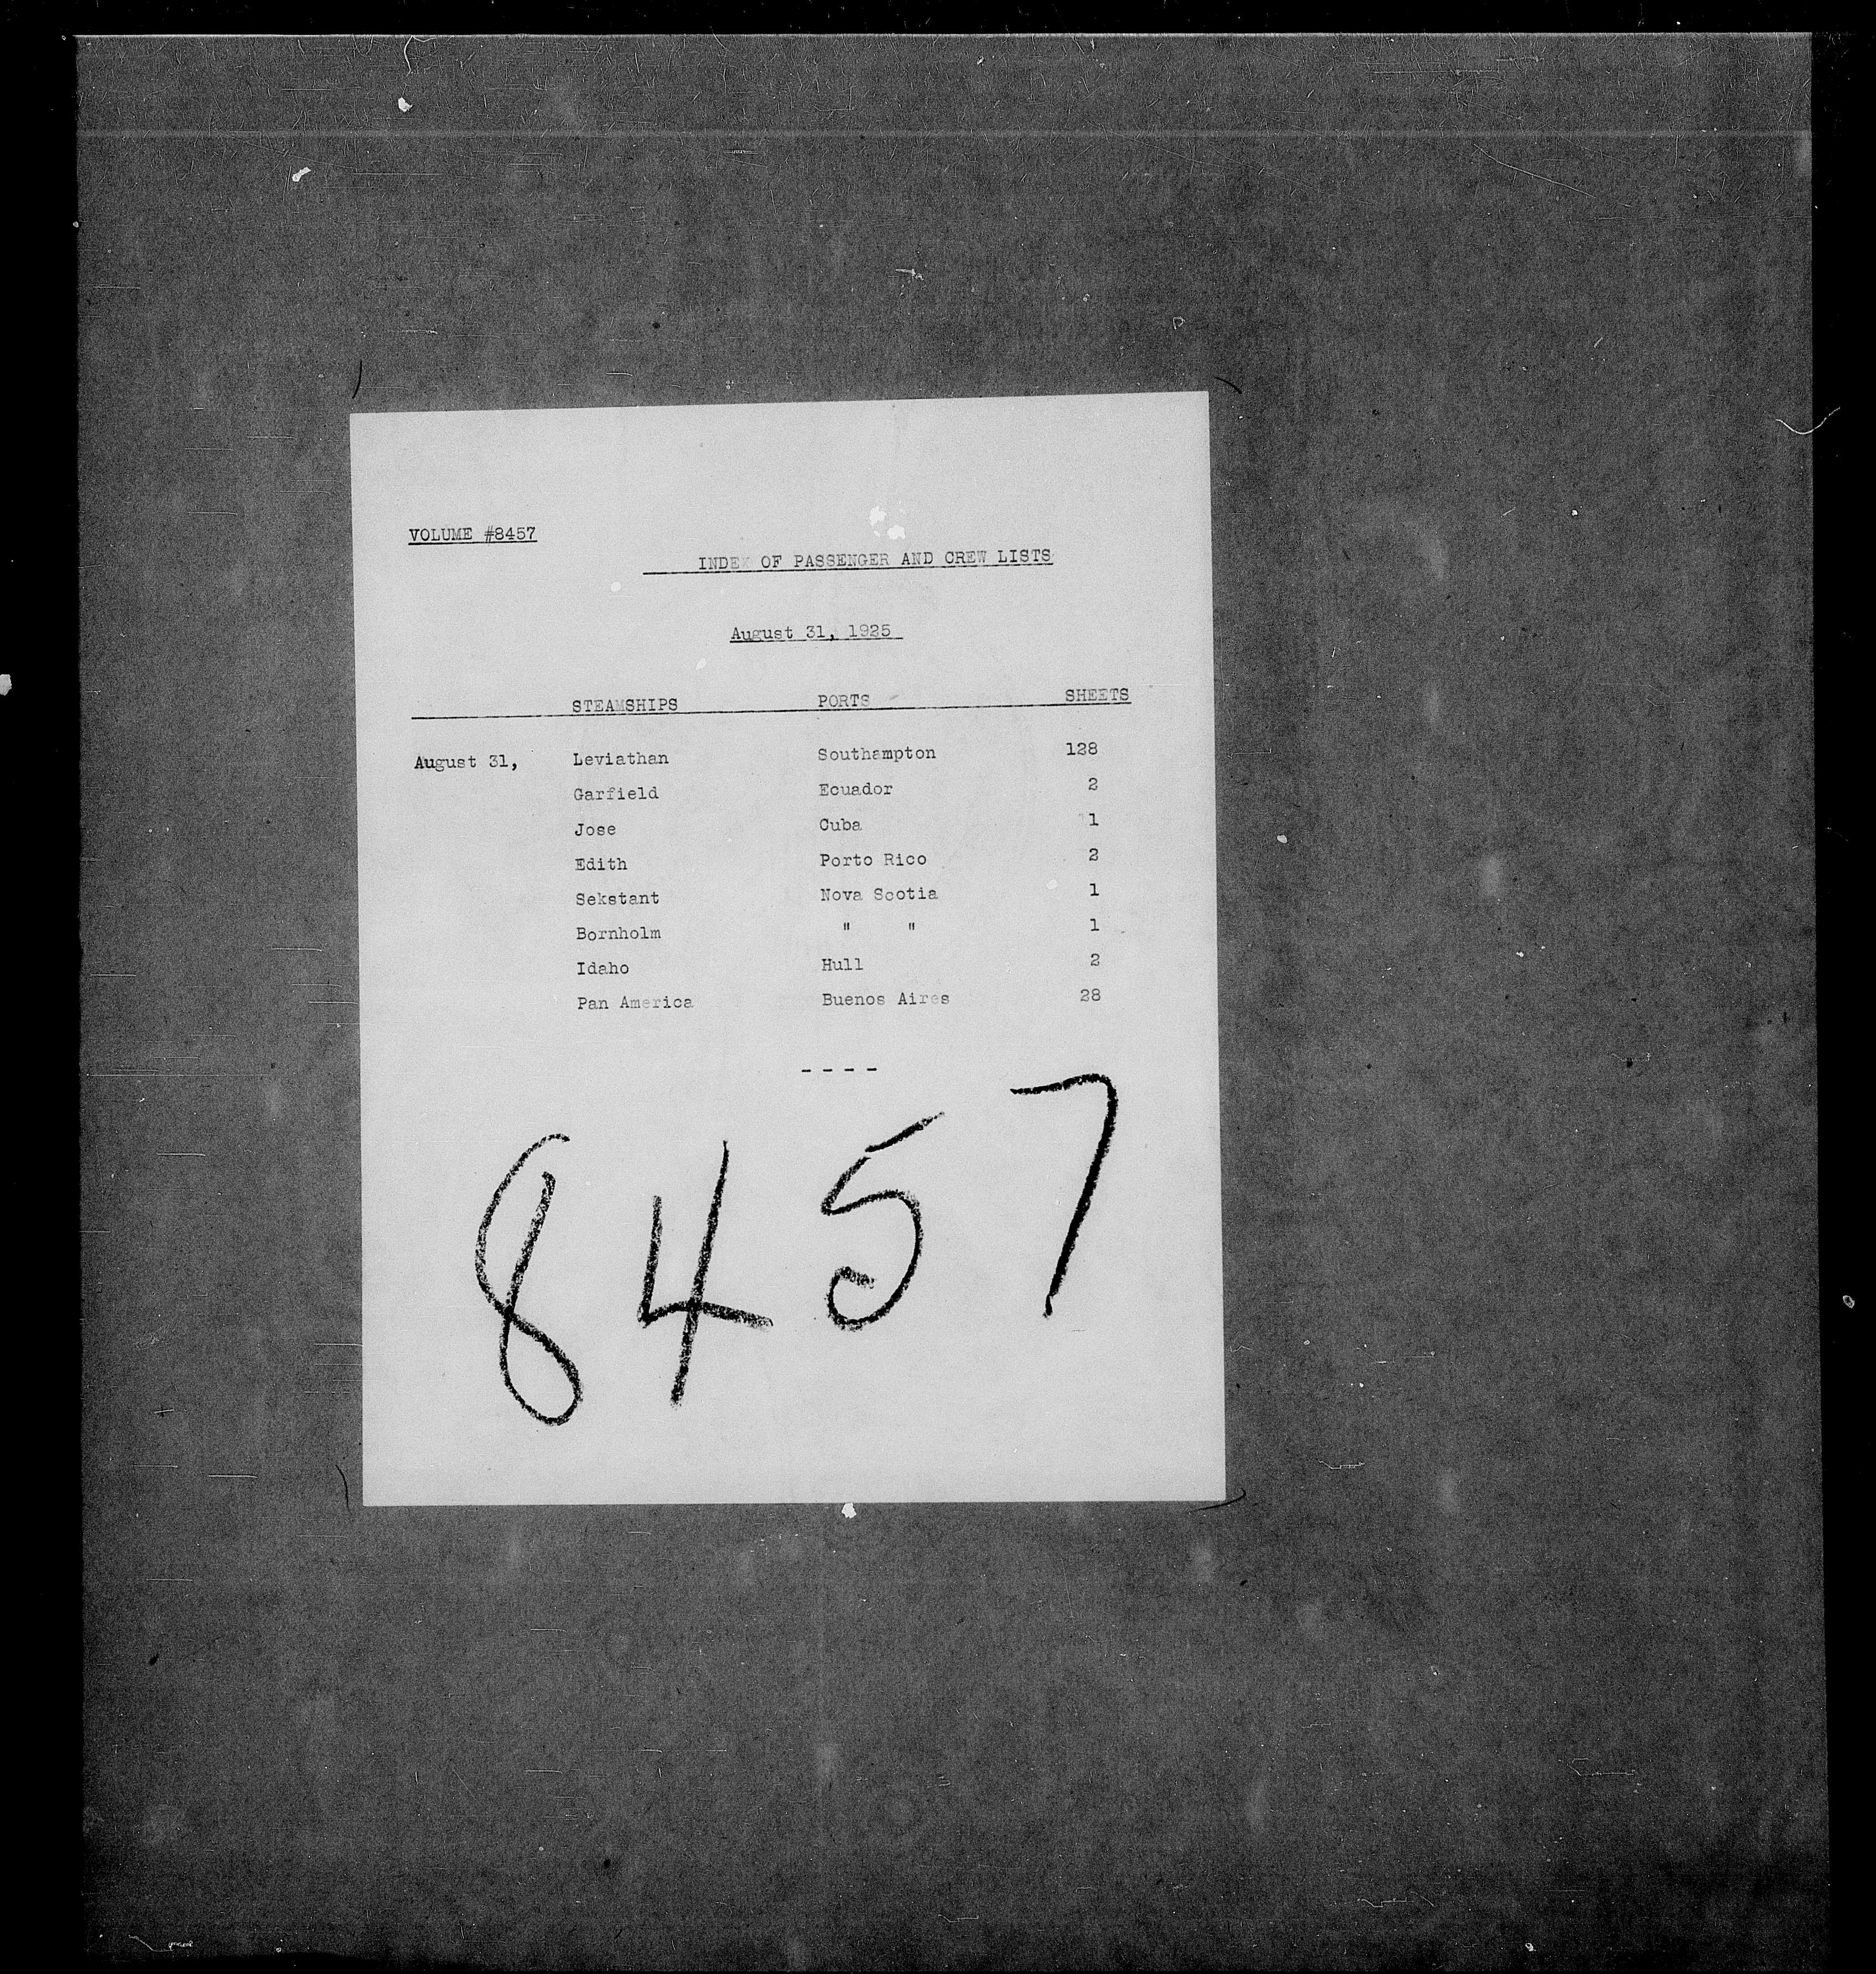 VOLUME #8457
INDEX OF PASSENGER AND CREW LISTS
August 31, 1925
STEAMSHIPS PORTS SHEETS
August 31, Leviathan Southampton 128
Garfield Ecuador 2
Jose Cuba 1
Edith Porto Rico 2
Sekstant Nova Scotia 1
Bornholm " " 1
Idaho Hull 2
Pan America Buenos Aires 28
- - - -
8457